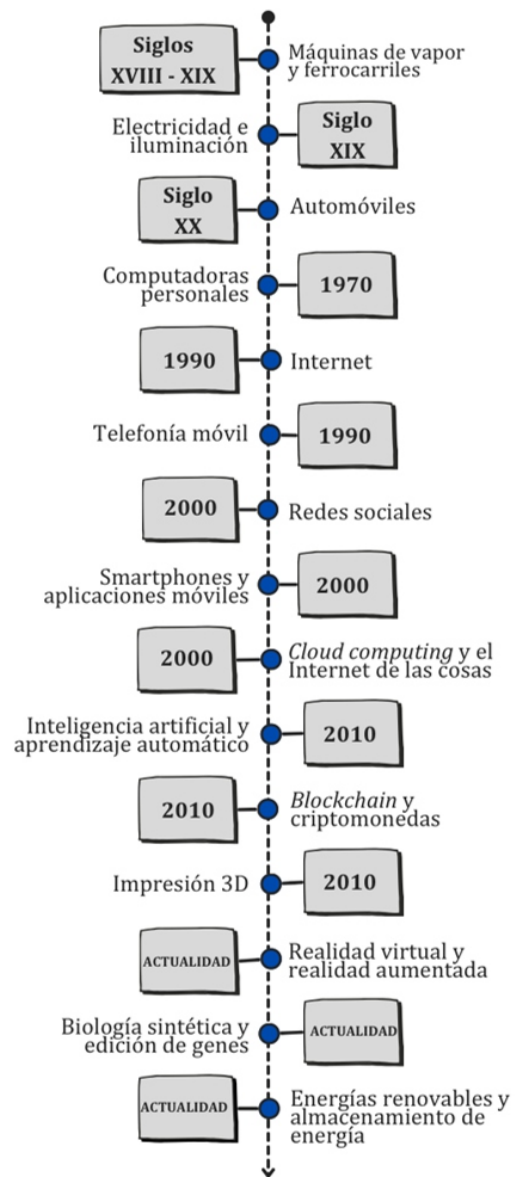 Siglos
XVIII - XIX
Máquinas de vapor
y ferrocarriles
Electricidad e
iluminación
Siglo
XIX
Siglo
XX
Automóviles
Computadoras
personales
1970
1990
Internet
Telefonía móvil
1990
2000
Redes sociales
Smartphones y
aplicaciones móviles
2000
2000
Cloud computing y el
Internet de las cosas
Inteligencia artificial y
aprendizaje automático
2010
2010
Blockchain y
criptomonedas
Impresión 3D
2010
ACTUALIDAD
Realidad virtual y
realidad aumentada
Biología sintética y
edición de genes
ACTUALIDAD
ACTUALIDAD
Energías renovables y
almacenamiento de
energía